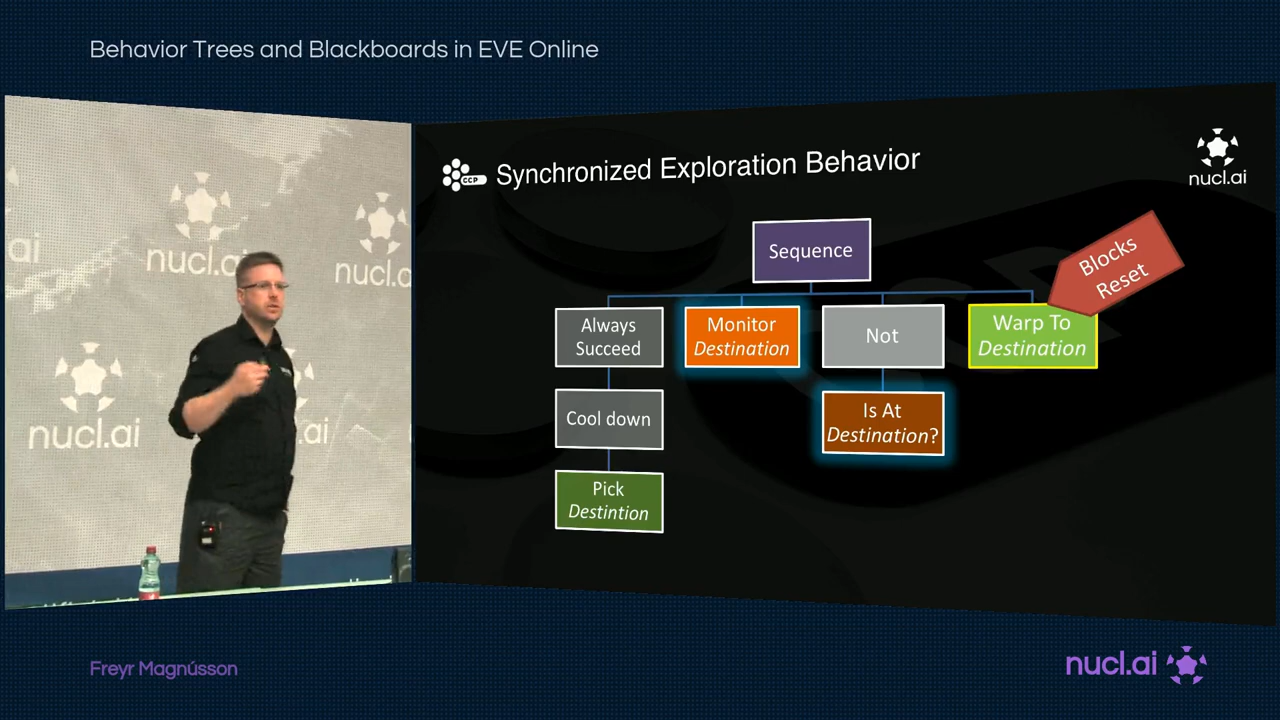 Behavior Trees and Blackboards in EVE Online
nucl.ai
nucl.ai
nucl.ai
ai
.ai
CCP
Synchronized Exploration Behavior
nucl.ai
Sequence
Blocks
Reset
Always
Succeed
Monitor
Destination
Not
Warp To
Destination
Cool down
Is At
Destination?
Pick
Destintion
Freyr Magnússon
nucl.ai